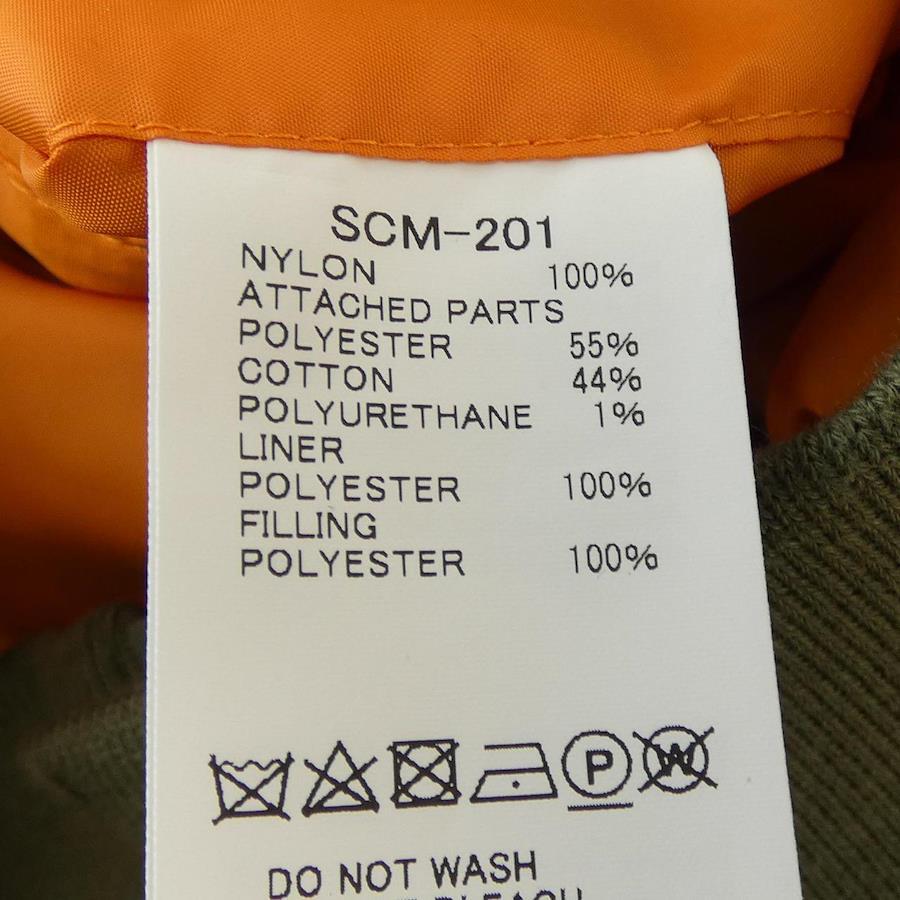 SCM-201
NYLON 100%
ATTACHED PARTS
POLYESTER 55%
COTTON 44%
POLYURETHANE 1%
LINER
POLYESTER 100%
FILLING
POLYESTER 100%
P W
DO NOT WASH
BLEACH